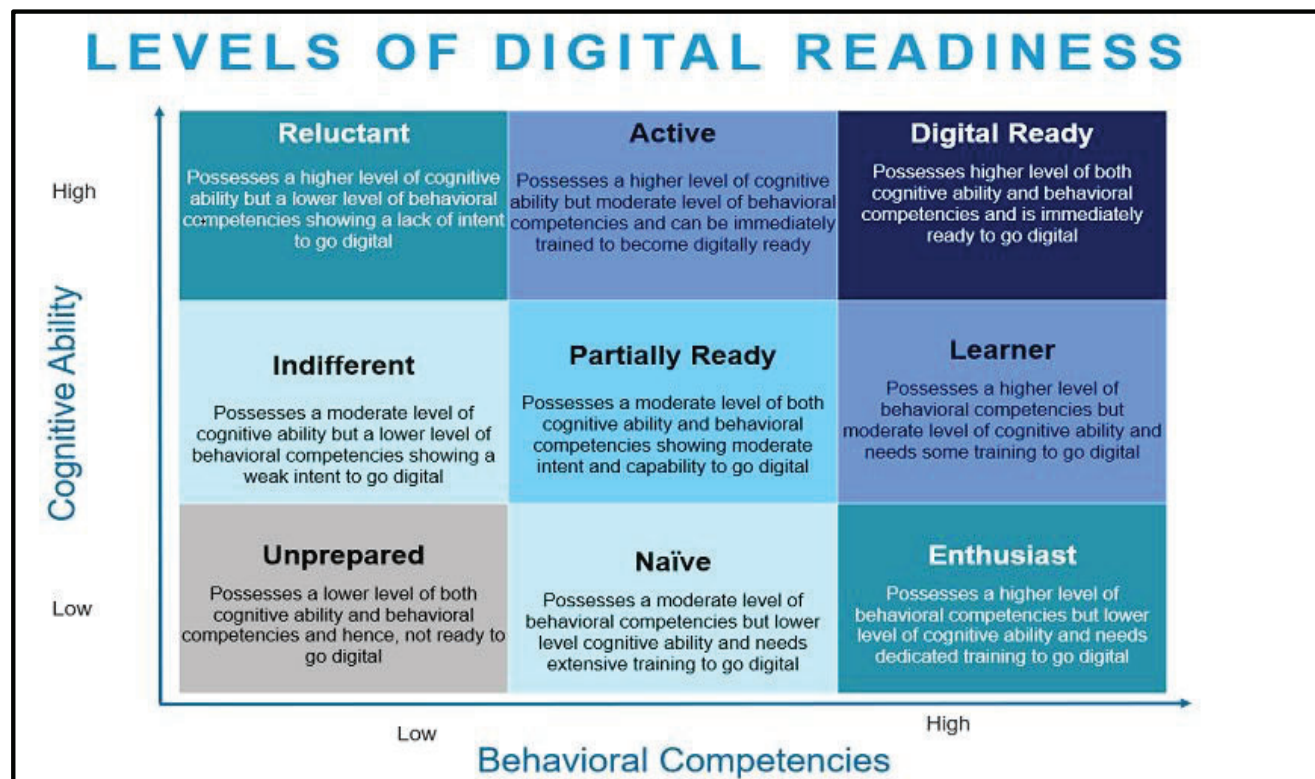 LEVELS OF DIGITAL READINESS
Reluctant
Possesses a higher level of cognitive
ability but a lower level of behavioral
competencies showing a lack of intent
to go digital
Active
Possesses a higher level of cognitive
ability but moderate level of behavioral
competencies and can be immediately
trained to become digitally ready
Digital Ready
Possesses higher level of both
cognitive ability and behavioral
competencies and is immediately
ready to go digital
High
Cognitive Ability
Indifferent
Possesses a moderate level of
cognitive ability but a lower level of
behavioral competencies showing a
weak intent to go digital
Partially Ready
Possesses a moderate level of both
cognitive ability and behavioral
competencies showing moderate
intent and capability to go digital
Learner
Possesses a higher level of
behavioral competencies but
moderate level of cognitive ability and
needs some training to go digital
Unprepared
Possesses a lower level of both
cognitive ability and behavioral
competencies and hence, not ready to
go digital
Naïve
Possesses a moderate level of
behavioral competencies but lower
level cognitive ability and needs
extensive training to go digital
Enthusiast
Possesses a higher level of
behavioral competencies but lower
level of cognitive ability and needs
dedicated training to go digital
Low
Low
High
Behavioral Competencies